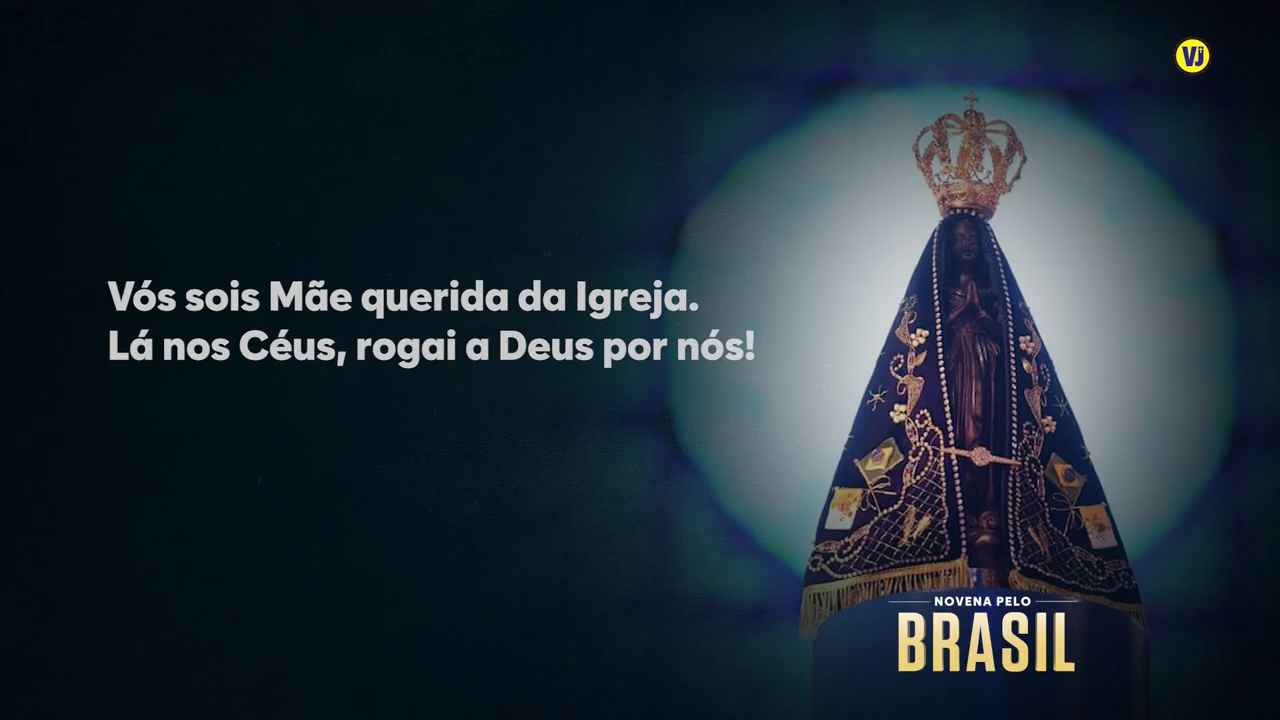 VJ
Vós sois Mãe querida da Igreja.
Lá nos Céus, rogai a Deus por nós!
NOVENA PELO
BRASIL